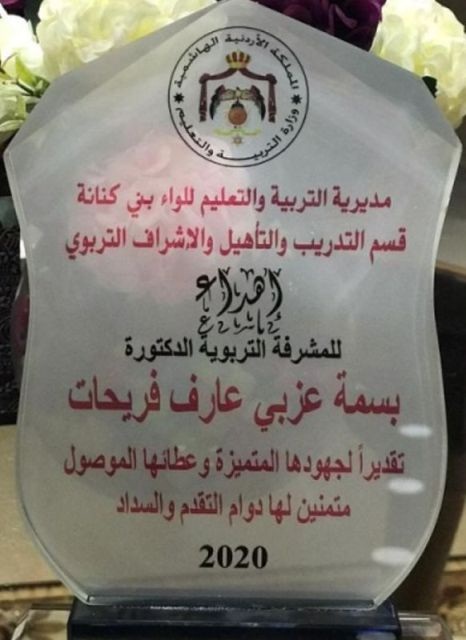 المملكة الأردنية الهاشمية
وزارة التربية والتعليم
مديرية التربية والتعليم للواء بني كنانة
قسم التدريب والتأهيل والاشراف التربوي
إهداء
للمشرفة التربوية الدكتورة
بسمة عزبي عارف فريحات
تقديراً لجهودها المتميزة وعطائها الموصول
متمنين لها دوام التقدم والسداد
2020